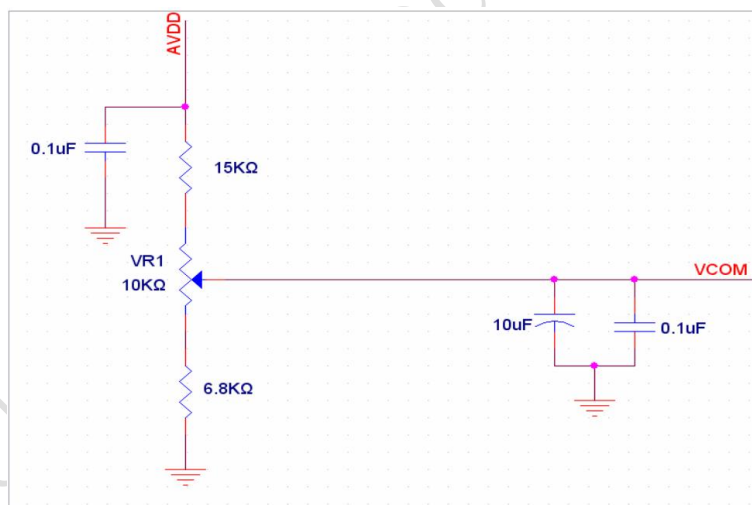 AVDD
0.1uF
15KΩ
VR1
10KΩ
VCOM
10uF
0.1uF
6.8KΩ